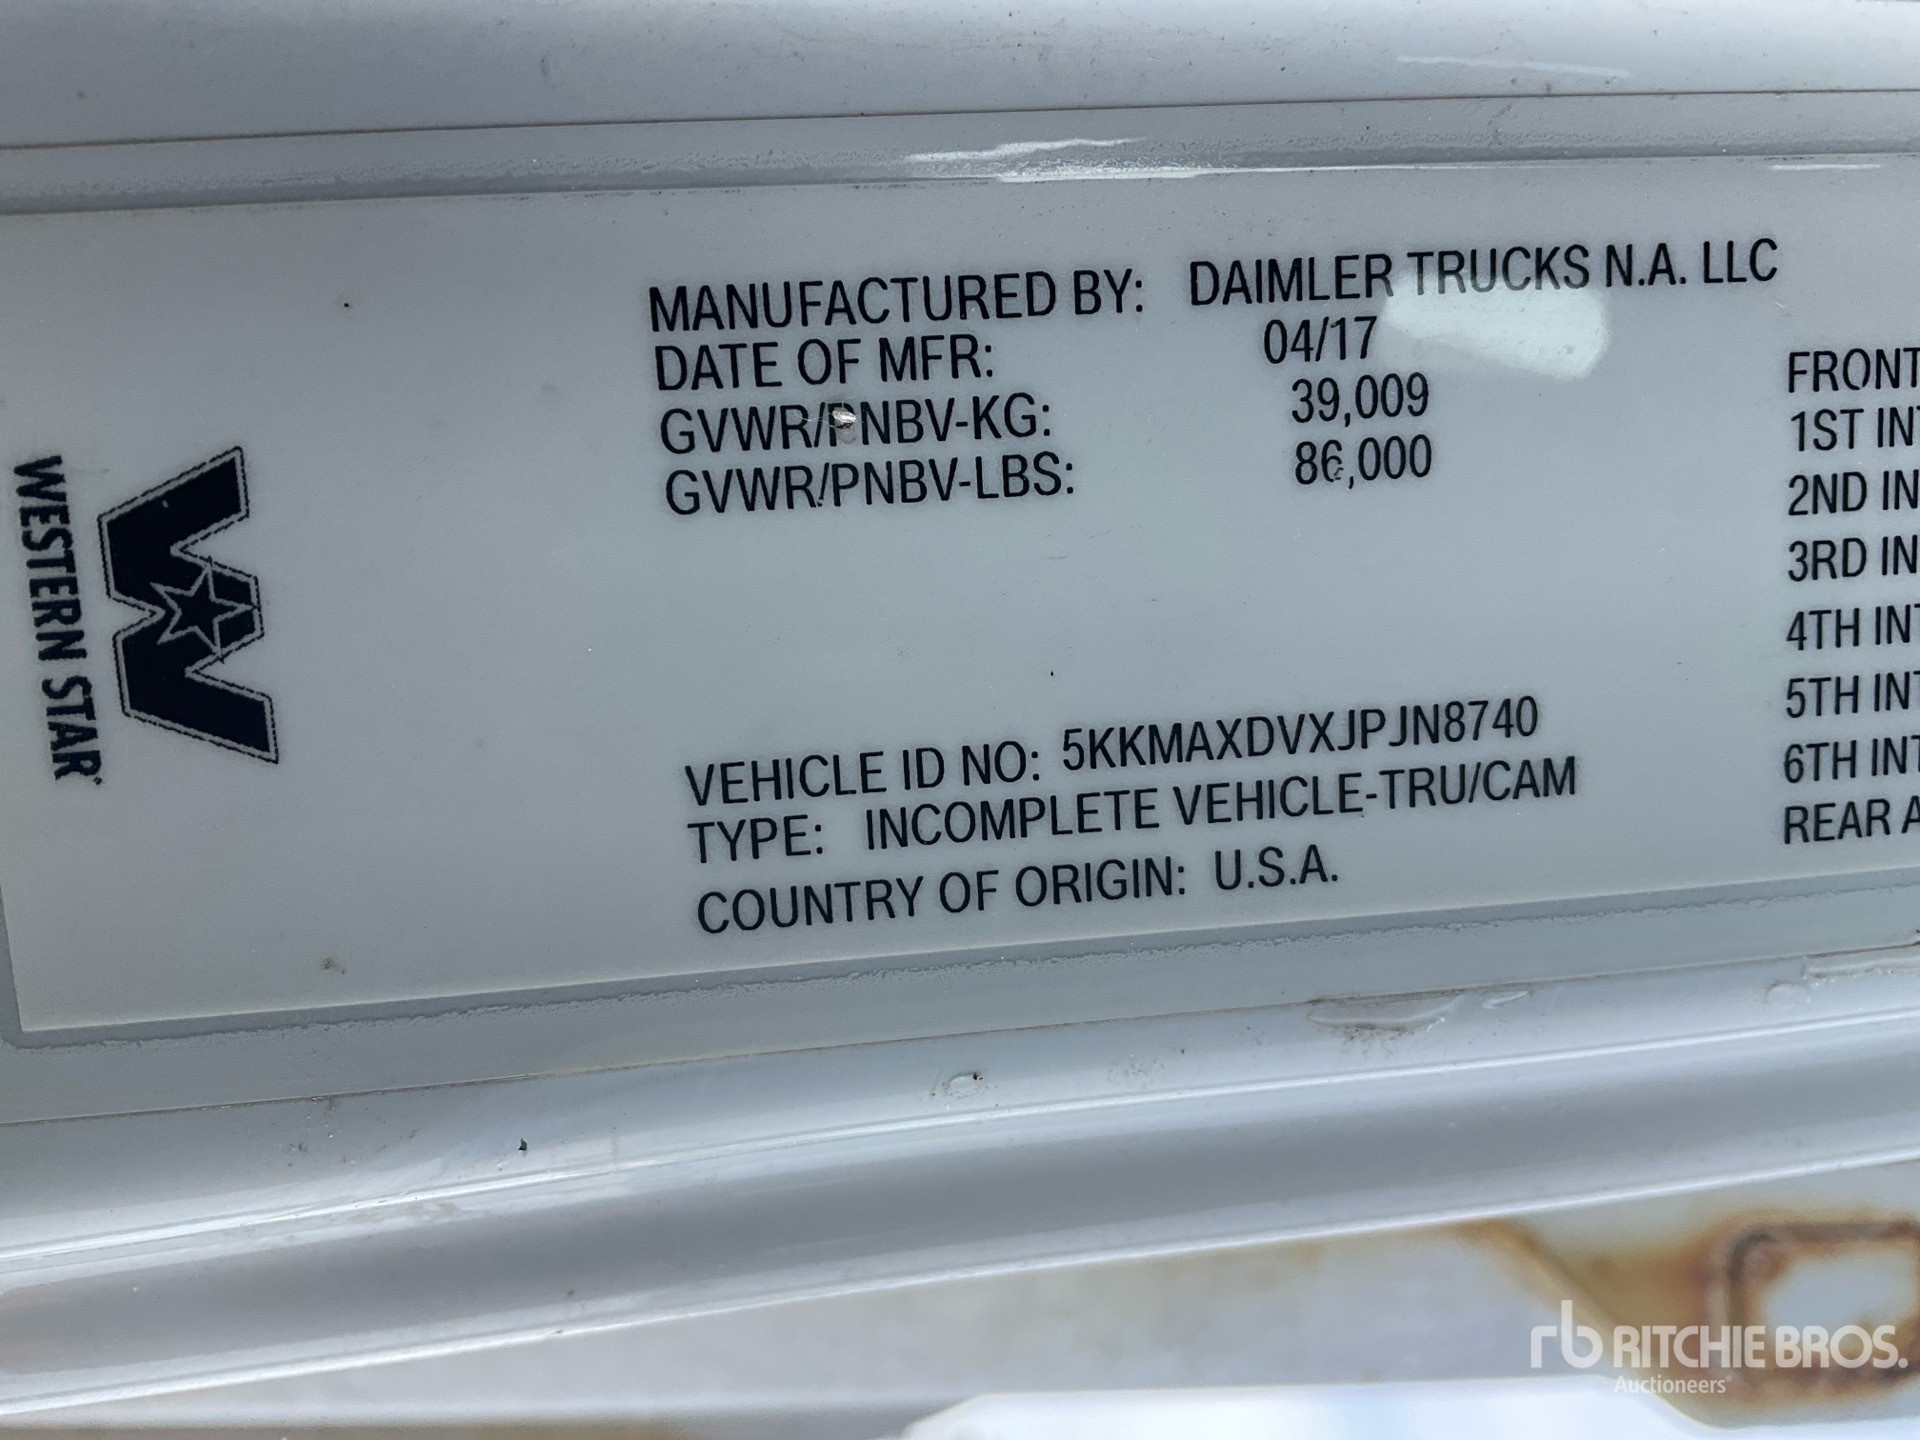 WESTERN STAR
MANUFACTURED BY: DAIMLER TRUCKS N.A. LLC
DATE OF MFR: 04/17
GVWR/PNBV-KG: 39,009
GVWR/PNBV-LBS: 86,000
VEHICLE ID NO: 5KKMAXDVXJPJN8740
TYPE: INCOMPLETE VEHICLE-TRU/CAM
COUNTRY OF ORIGIN: U.S.A.
FRONT
1ST INT
2ND IN
3RD IN
4TH INT
5TH INT
6TH INT
REAR A
rb RITCHIE BROS.
Auctioneers